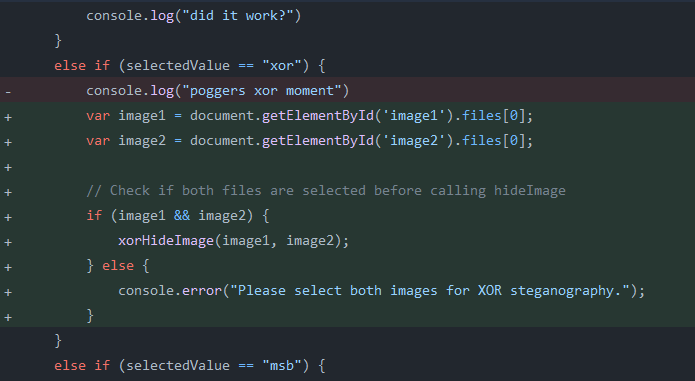 console.log("did it work?")
    }
    else if (selectedValue == "xor") {
-       console.log("poggers xor moment")
+       var image1 = document.getElementById('image1').files[0];
+       var image2 = document.getElementById('image2').files[0];
+
+       // Check if both files are selected before calling hideImage
+       if (image1 && image2) {
+           xorHideImage(image1, image2);
+       } else {
+           console.error("Please select both images for XOR steganography.");
+       }
    }
    else if (selectedValue == "msb") {